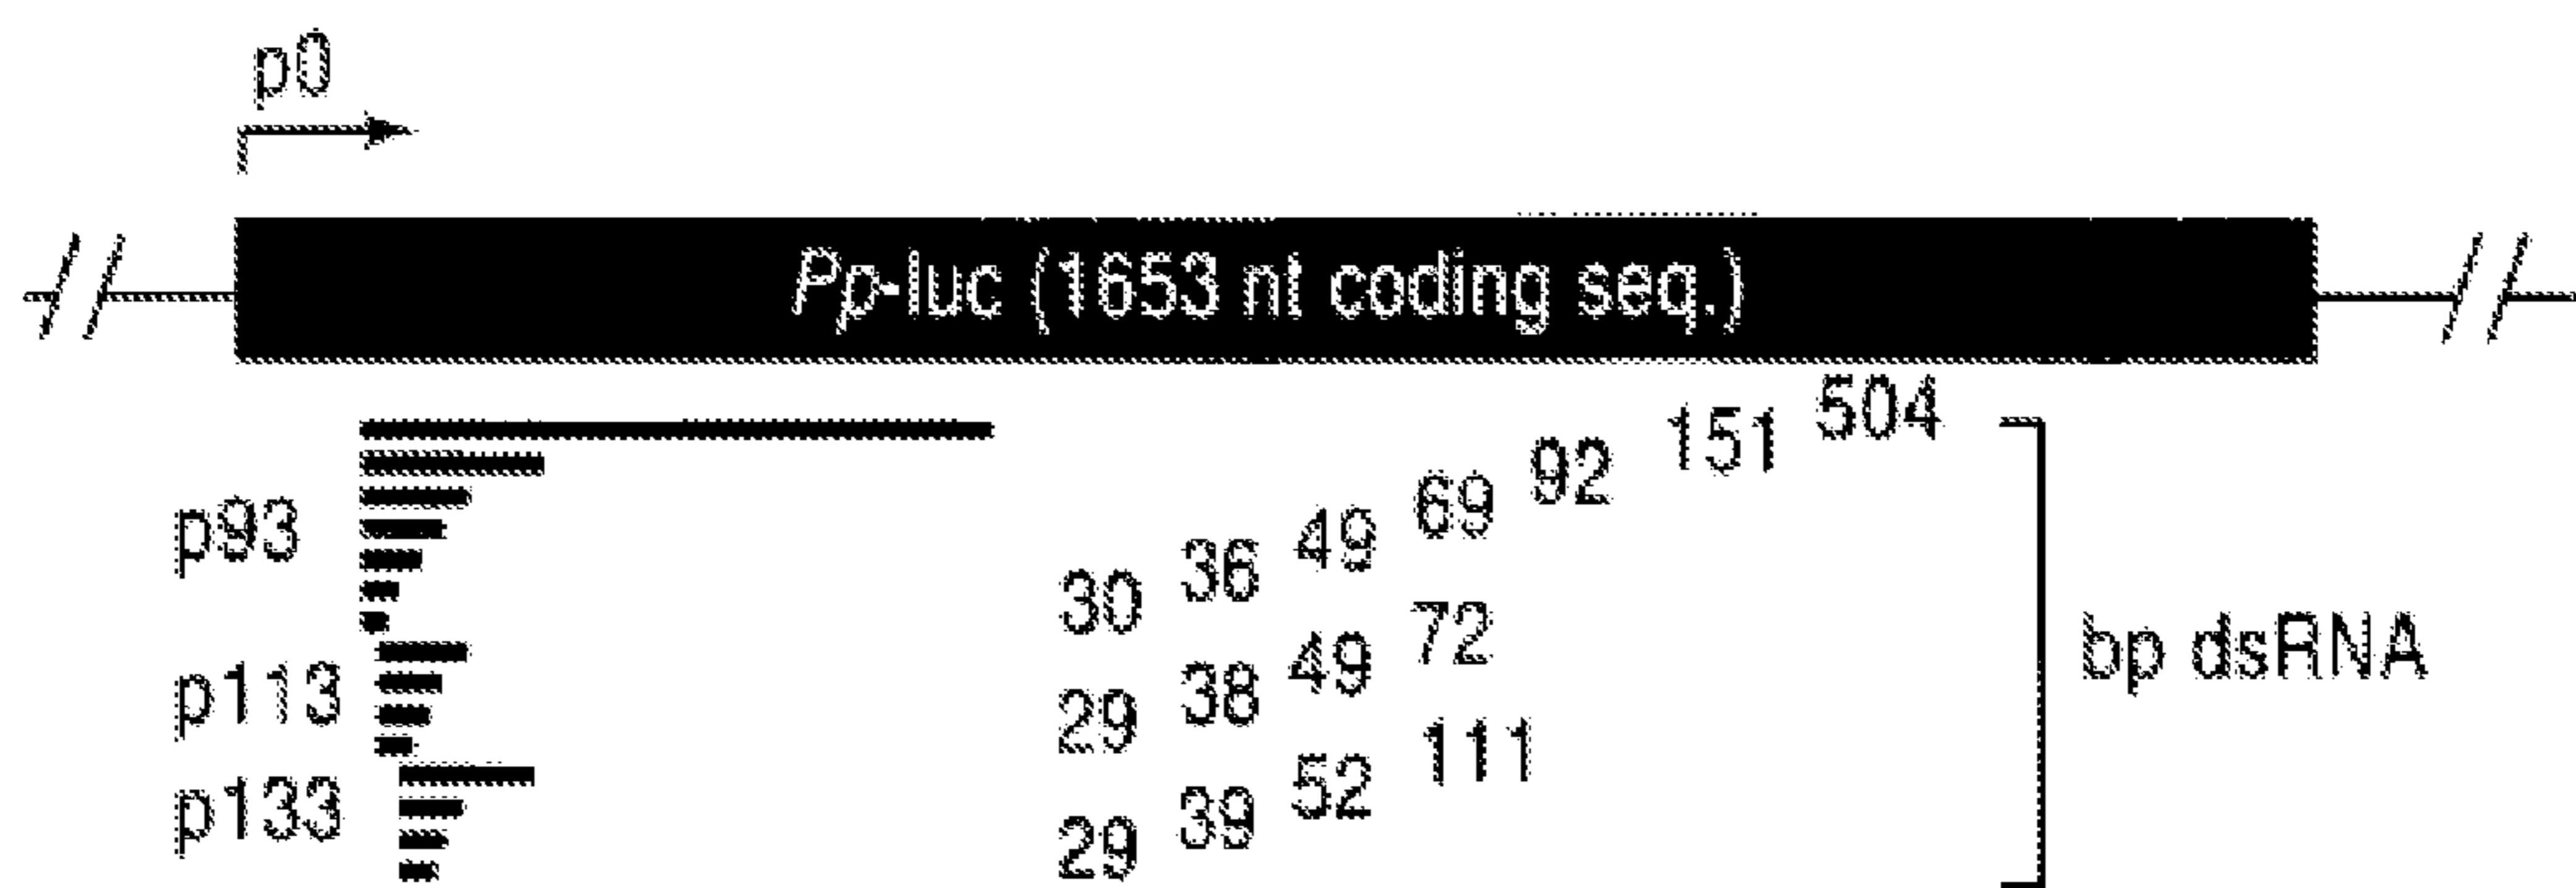 p0
Pp-luc (1653 nt coding seq.)
504
151
92
69
p93
49
36
30
72
bp dsRNA
49
p113
38
29
111
52
p133
39
29